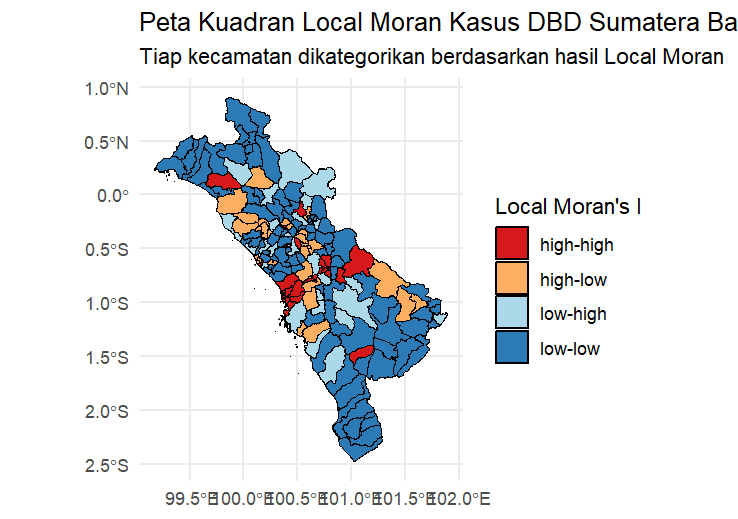 Peta Kuadran Local Moran Kasus DBD Sumatera Ba
Tiap kecamatan dikategorikan berdasarkan hasil Local Moran
1.0°N
0.5°N
0.0°
0.5°S
1.0°S
1.5°S
2.0°S
2.5°S
99.5°E 100.0°E 100.5°E 101.0°E 101.5°E 102.0°E
Local Moran's I
high-high
high-low
low-high
low-low